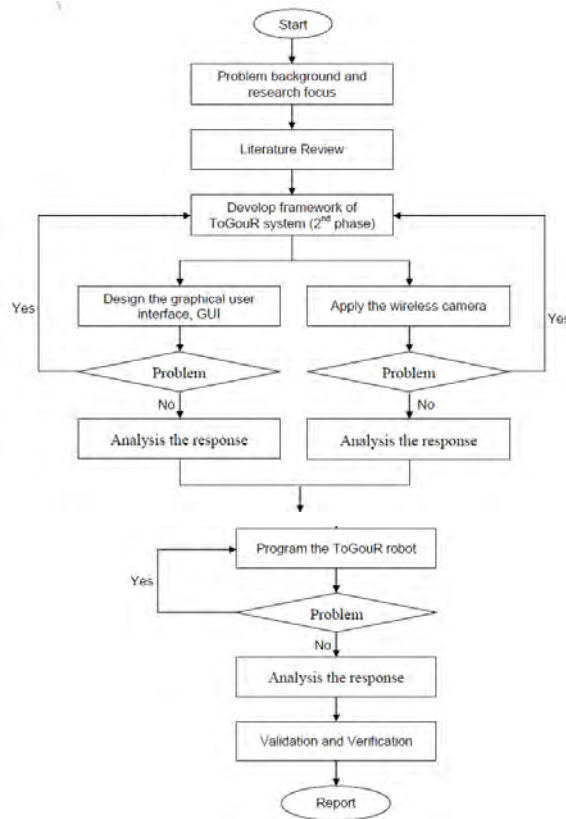 Start
Problem background and
research focus
Literature Review
Develop framework of
ToGouR system (2nd phase)
Design the graphical user
interface, GUI
Apply the wireless camera
Yes
Yes
Problem
Problem
No
No
Analysis the response
Analysis the response
Program the ToGouR robot
Yes
Problem
No
Analysis the response
Validation and Verification
Report